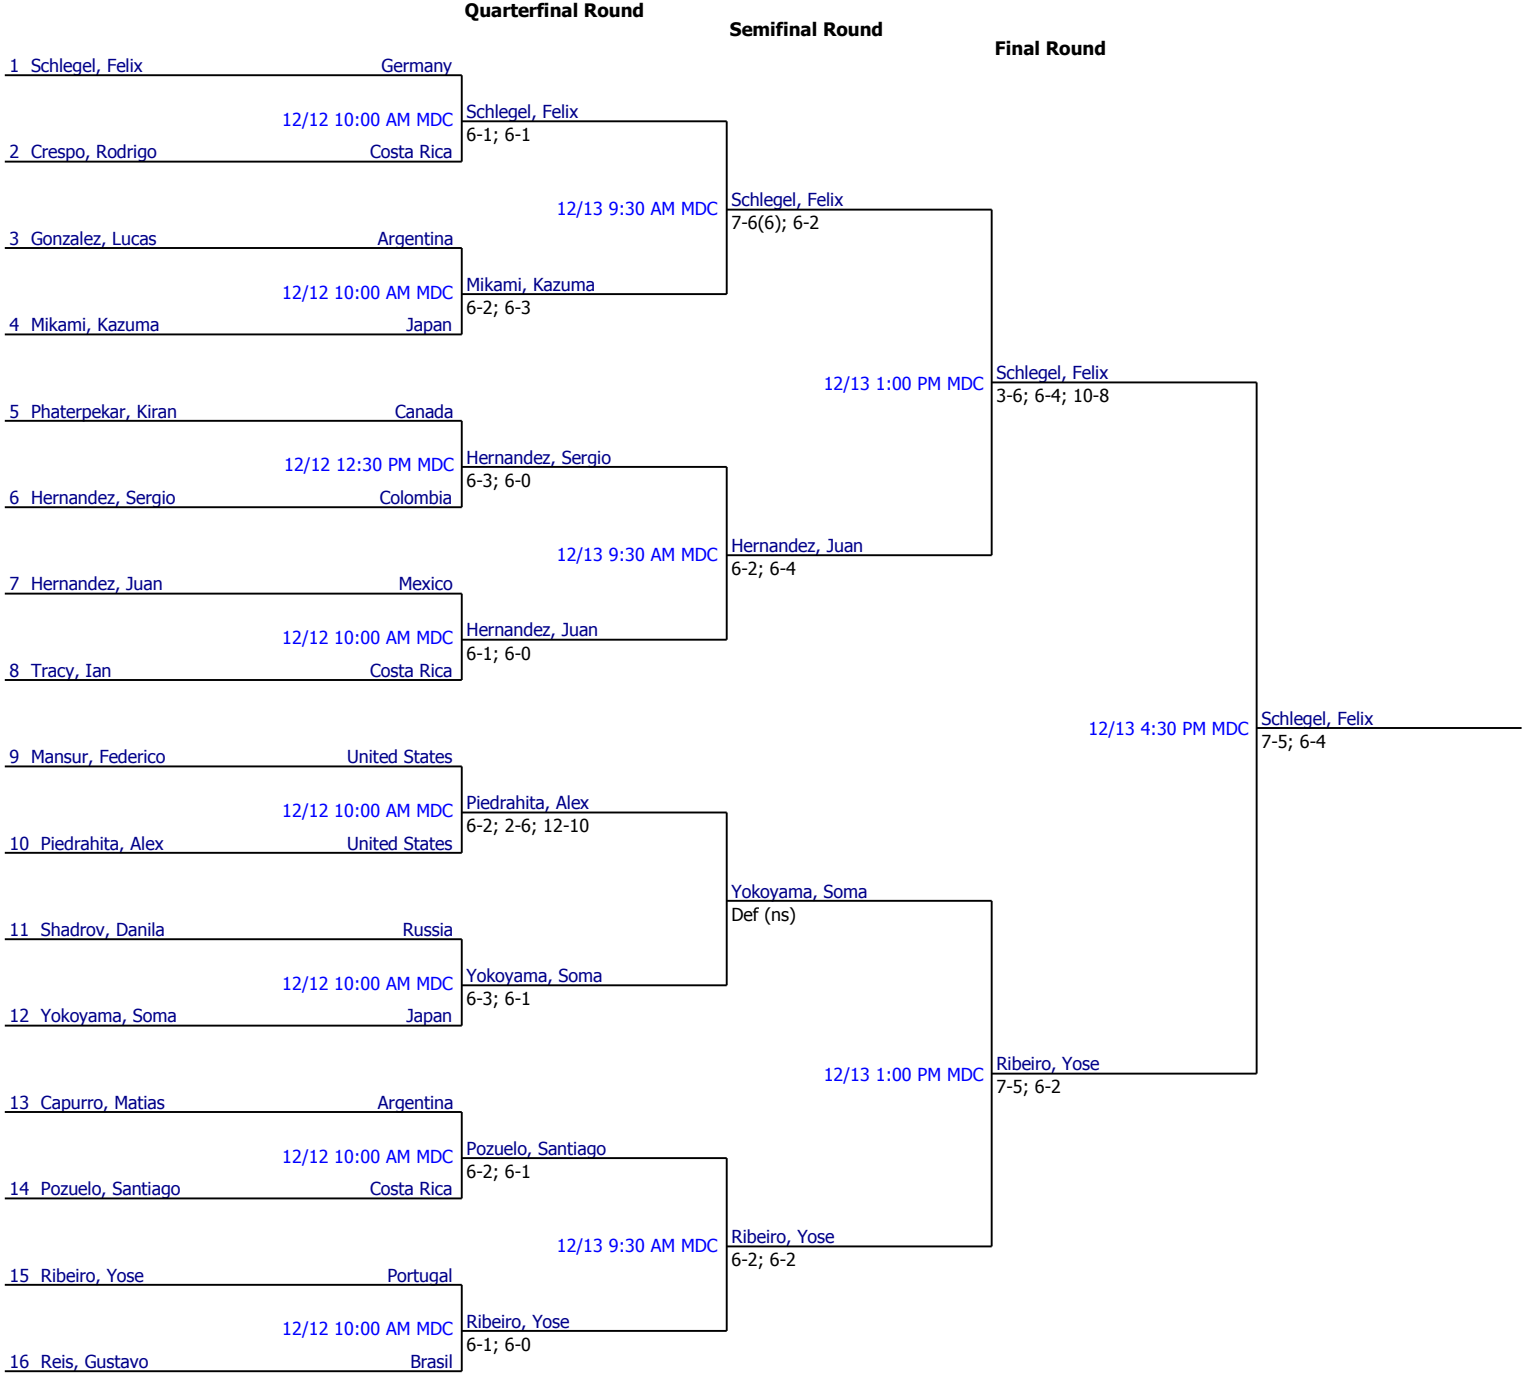 Quarterfinal Round
Semifinal Round
Final Round
1 Schlegel, Felix Germany
12/12 10:00 AM MDC
2 Crespo, Rodrigo Costa Rica
Schlegel, Felix
6-1; 6-1
3 Gonzalez, Lucas Argentina
12/12 10:00 AM MDC
4 Mikami, Kazuma Japan
Mikami, Kazuma
6-2; 6-3
12/13 9:30 AM MDC
Schlegel, Felix
7-6(6); 6-2
5 Phaterpekar, Kiran Canada
12/12 12:30 PM MDC
6 Hernandez, Sergio Colombia
Hernandez, Sergio
6-3; 6-0
7 Hernandez, Juan Mexico
12/12 10:00 AM MDC
8 Tracy, Ian Costa Rica
Hernandez, Juan
6-1; 6-0
12/13 9:30 AM MDC
Hernandez, Juan
6-2; 6-4
12/13 1:00 PM MDC
Schlegel, Felix
3-6; 6-4; 10-8
9 Mansur, Federico United States
12/12 10:00 AM MDC
10 Piedrahita, Alex United States
Piedrahita, Alex
6-2; 2-6; 12-10
11 Shadrov, Danila Russia
12/12 10:00 AM MDC
12 Yokoyama, Soma Japan
Yokoyama, Soma
6-3; 6-1
Yokoyama, Soma
Def (ns)
13 Capurro, Matias Argentina
12/12 10:00 AM MDC
14 Pozuelo, Santiago Costa Rica
Pozuelo, Santiago
6-2; 6-1
15 Ribeiro, Yose Portugal
12/12 10:00 AM MDC
16 Reis, Gustavo Brasil
Ribeiro, Yose
6-1; 6-0
12/13 9:30 AM MDC
Ribeiro, Yose
6-2; 6-2
12/13 1:00 PM MDC
Ribeiro, Yose
7-5; 6-2
12/13 4:30 PM MDC
Schlegel, Felix
7-5; 6-4